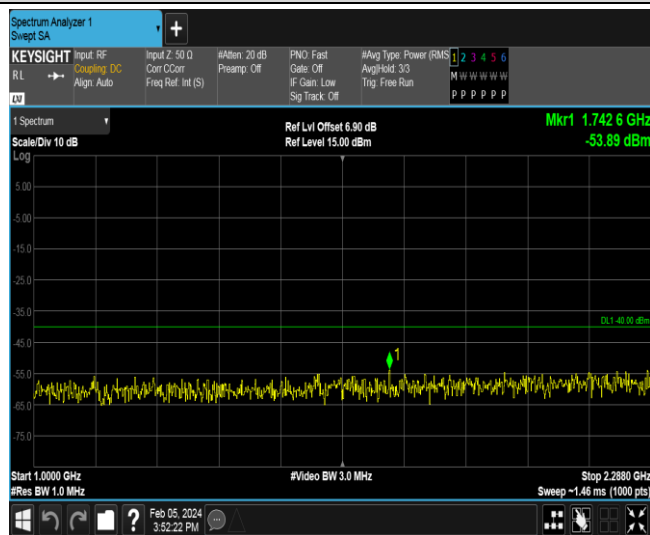 Spectrum Analyzer 1
Swept SA
KEYSIGHT Input: RF Input Z: 50 Ω #Atten: 20 dB PNO: Fast #Avg Type: Power (RMS 1 2 3 4 5 6
RL Coupling: DC Corr CCorr Preamp: Off Gate: Off Avg|Hold: 3/3 M W W W W W
Align: Auto Freq Ref: Int (S) IF Gain: Low Trig: Free Run
LXI Sig Track: Off P P P P P P
1 Spectrum Ref Lvl Offset 6.90 dB Mkr1 1.742 6 GHz
Scale/Div 10 dB Ref Level 15.00 dBm -53.89 dBm
Log
5.00
-5.00
-15.0
-25.0
-35.0
DL1 -40.00 dBm
-45.0
1
-55.0
-65.0
-75.0
Start 1.0000 GHz #Video BW 3.0 MHz Stop 2.2880 GHz
#Res BW 1.0 MHz Sweep ~1.46 ms (1000 pts)
? Feb 05, 2024
3:52:22 PM